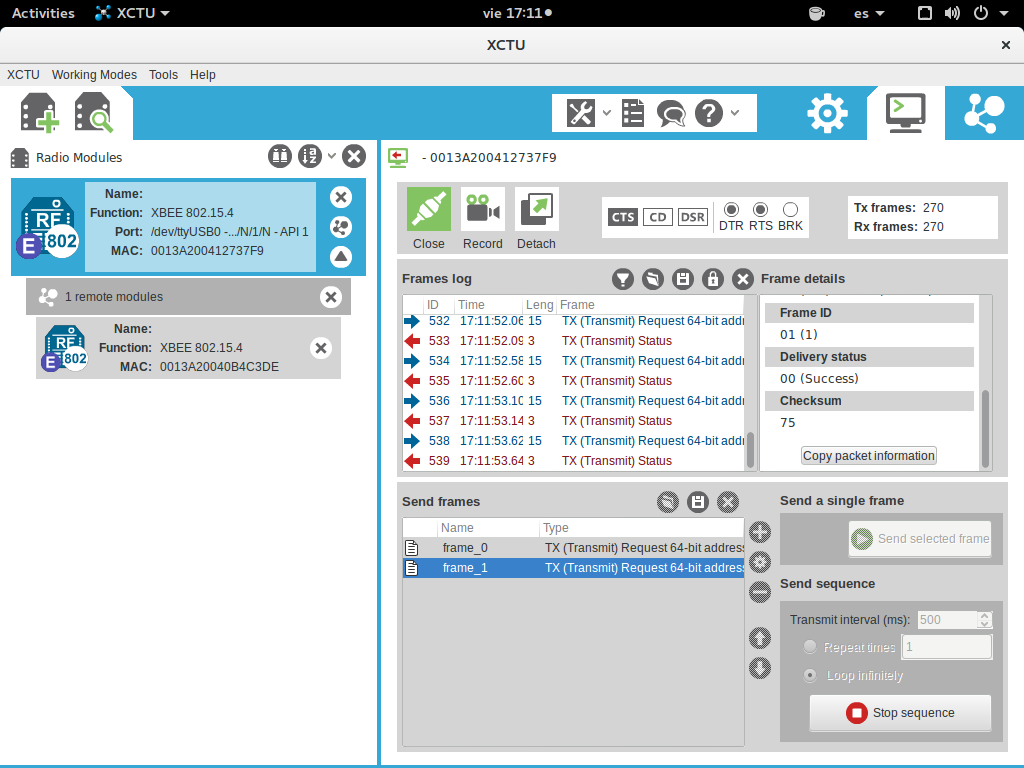 Activities XCTU vie 17:11 es
XCTU
XCTU Working Modes Tools Help
Radio Modules
- 0013A200412737F9
RF 802 E
Name:
Function: XBEE 802.15.4
Port: /dev/ttyUSB0 -.../N/1/N - API 1
MAC: 0013A200412737F9
1 remote modules
RF 802 E
Name:
Function: XBEE 802.15.4
MAC: 0013A20040B4C3DE
Close Record Detach
CTS CD DSR DTR RTS BRK
Tx frames: 270
Rx frames: 270
Frames log
ID Time Leng Frame
532 17:11:52.06 15 TX (Transmit) Request 64-bit addr
533 17:11:52.09 3 TX (Transmit) Status
534 17:11:52.58 15 TX (Transmit) Request 64-bit addr
535 17:11:52.60 3 TX (Transmit) Status
536 17:11:53.10 15 TX (Transmit) Request 64-bit addr
537 17:11:53.14 3 TX (Transmit) Status
538 17:11:53.62 15 TX (Transmit) Request 64-bit addr
539 17:11:53.64 3 TX (Transmit) Status
Frame details
Frame ID
01 (1)
Delivery status
00 (Success)
Checksum
75
Copy packet information
Send frames
Name Type
frame_0 TX (Transmit) Request 64-bit address
frame_1 TX (Transmit) Request 64-bit address
Send a single frame
Send selected frame
Send sequence
Transmit interval (ms): 500
Repeat times 1
Loop infinitely
Stop sequence